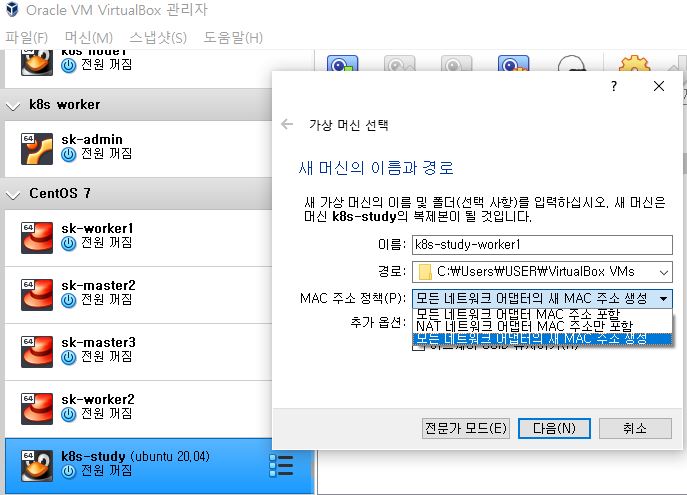 Oracle VM VirtualBox 관리자
파일(F) 머신(M) 스냅샷(S) 도움말(H)
k8s node1
전원 꺼짐
k8s worker
64
sk-admin
전원 꺼짐
CentOS 7
64
sk-worker1
전원 꺼짐
64
sk-master2
전원 꺼짐
64
sk-master3
전원 꺼짐
64
sk-worker2
전원 꺼짐
64
k8s-study (ubuntu 20,04)
전원 꺼짐
?
가상 머신 선택
새 머신의 이름과 경로
새 가상 머신의 이름 및 폴더(선택 사항)를 입력하십시오. 새 머신은
머신 k8s-study의 복제본이 될 것입니다.
이름: k8s-study-worker1
경로: C:₩Users₩USER₩VirtualBox VMs
MAC 주소 정책(P): 모든 네트워크 어댑터의 새 MAC 주소 생성
모든 네트워크 어댑터 MAC 주소 포함
추가 옵션: NAT 네트워크 어댑터 MAC 주소만 포함
모든 네트워크 어댑터의 새 MAC 주소 생성
전문가 모드(E) 다음(N) 취소